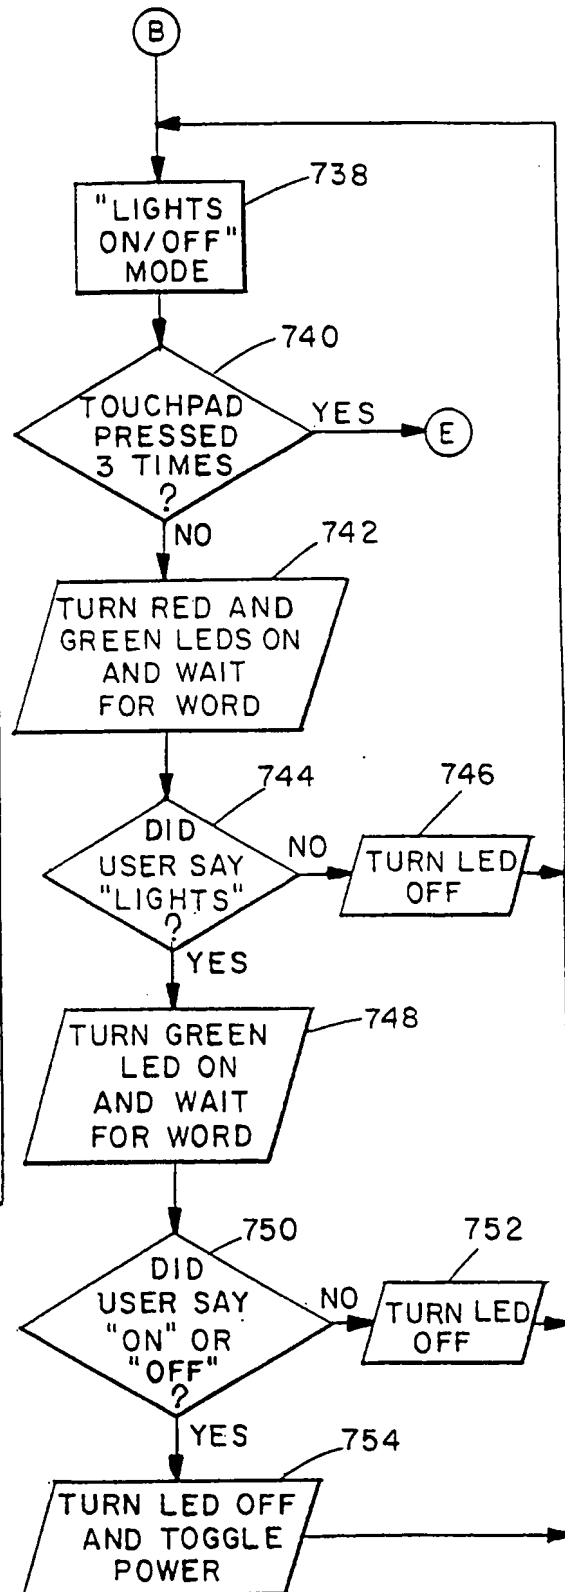 B
738
"LIGHTS
ON/OFF"
MODE
740
TOUCHPAD
PRESSED
3 TIMES
?
YES
E
NO
742
TURN RED AND
GREEN LEDS ON
AND WAIT
FOR WORD
744
DID
USER SAY
"LIGHTS"
?
NO
746
TURN LED
OFF
YES
748
TURN GREEN
LED ON
AND WAIT
FOR WORD
750
DID
USER SAY
"ON" OR
"OFF"
?
NO
752
TURN LED
OFF
YES
754
TURN LED OFF
AND TOGGLE
POWER